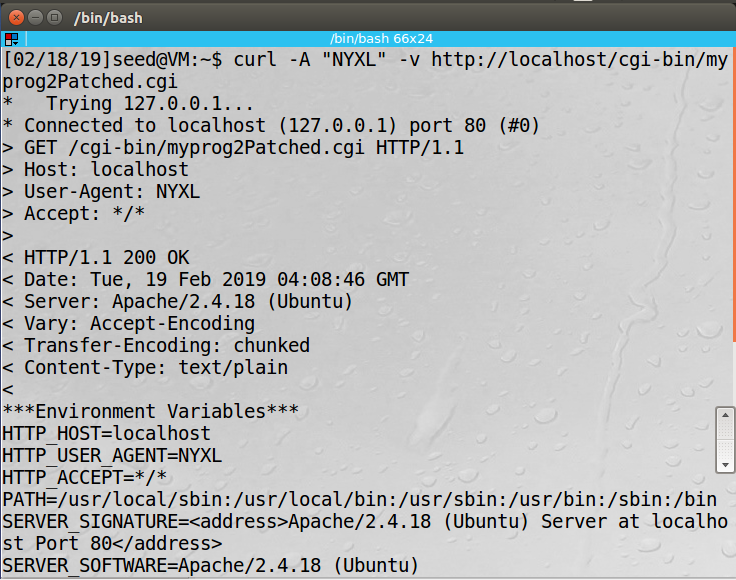 /bin/bash
/bin/bash 66x24
[02/18/19]seed@VM:~$ curl -A "NYXL" -v http://localhost/cgi-bin/my
prog2Patched.cgi
*   Trying 127.0.0.1...
* Connected to localhost (127.0.0.1) port 80 (#0)
> GET /cgi-bin/myprog2Patched.cgi HTTP/1.1
> Host: localhost
> User-Agent: NYXL
> Accept: */*
>
< HTTP/1.1 200 OK
< Date: Tue, 19 Feb 2019 04:08:46 GMT
< Server: Apache/2.4.18 (Ubuntu)
< Vary: Accept-Encoding
< Transfer-Encoding: chunked
< Content-Type: text/plain
<
***Environment Variables***
HTTP_HOST=localhost
HTTP_USER_AGENT=NYXL
HTTP_ACCEPT=*/*
PATH=/usr/local/sbin:/usr/local/bin:/usr/sbin:/usr/bin:/sbin:/bin
SERVER_SIGNATURE=<address>Apache/2.4.18 (Ubuntu) Server at localho
st Port 80</address>
SERVER_SOFTWARE=Apache/2.4.18 (Ubuntu)